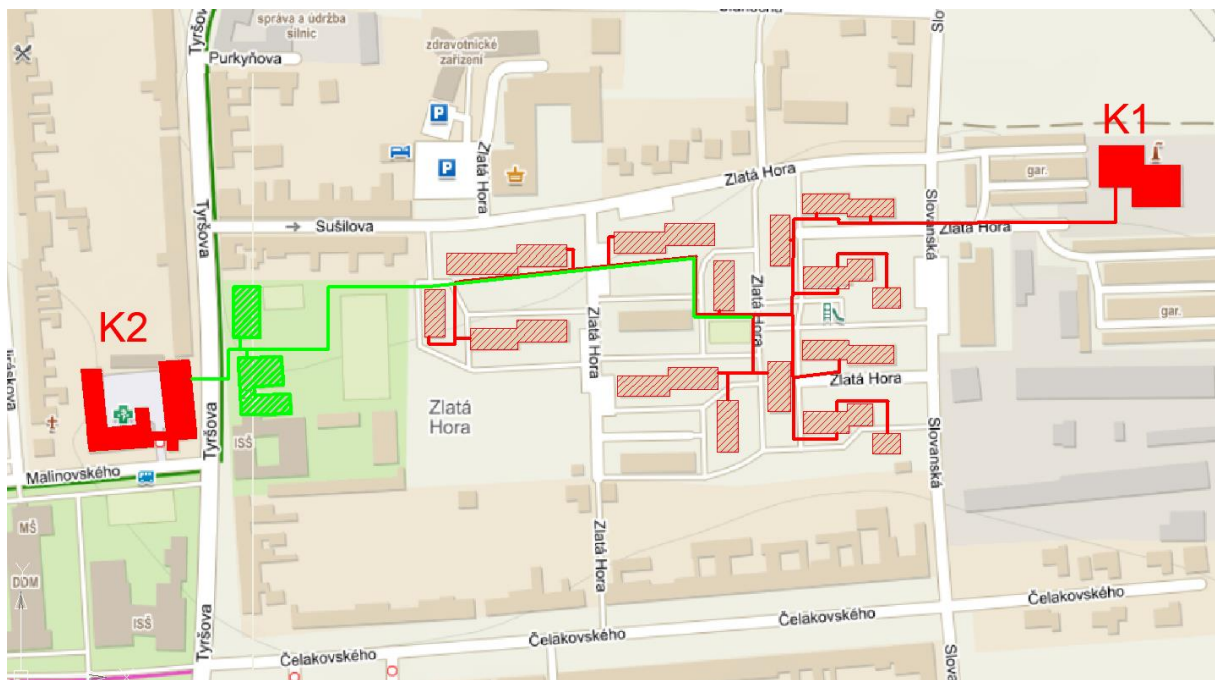 správa a údržba
silnic
Tyršova
Purkyňova
zdravotnické
zařízení
P
P
Zlatá Hora
Zlatá Hora
Sušilova
Tyršova
K1
gar.
Slovanská
Zlatá Hora
gar.
K2
Zlatá Hora
Zlatá Hora
Zlatá
Hora
Zlatá Hora
ISŠ
Tyršova
Malinovského
Slovanská
MŠ
DDM
ISŠ
Zlatá Hora
Tyršova
Čelakovského
Čelakovského
Čelakovského
Čelakovského